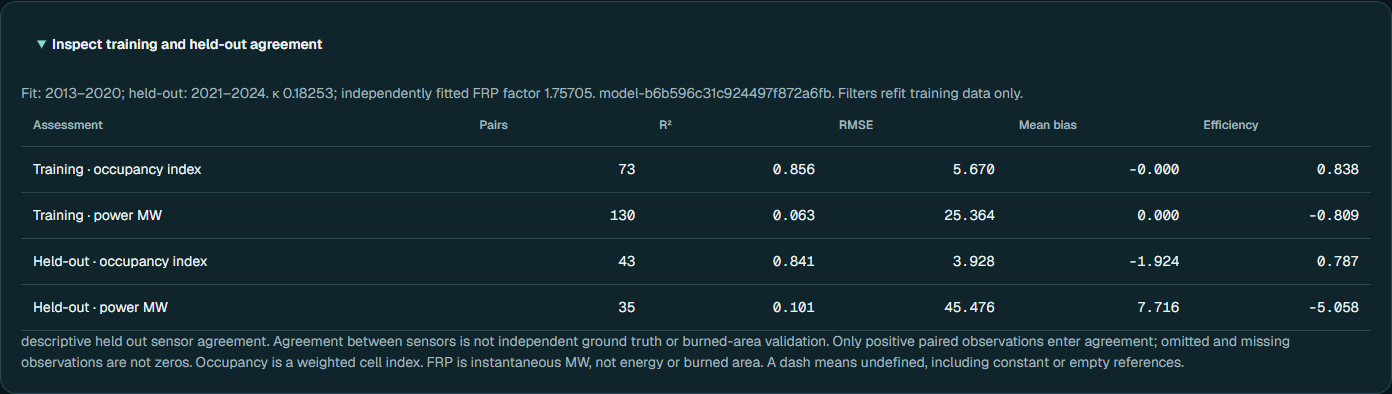 ▼ Inspect training and held-out agreement
Fit: 2013–2020; held-out: 2021–2024. κ 0.18253; independently fitted FRP factor 1.75705. model-b6b596c31c924497f872a6fb. Filters refit training data only.
Assessment Pairs R² RMSE Mean bias Efficiency
Training · occupancy index 73 0.856 5.670 -0.000 0.838
Training · power MW 130 0.063 25.364 0.000 -0.809
Held-out · occupancy index 43 0.841 3.928 -1.924 0.787
Held-out · power MW 35 0.101 45.476 7.716 -5.058
descriptive held out sensor agreement. Agreement between sensors is not independent ground truth or burned-area validation. Only positive paired observations enter agreement; omitted and missing
observations are not zeros. Occupancy is a weighted cell index. FRP is instantaneous MW, not energy or burned area. A dash means undefined, including constant or empty references.